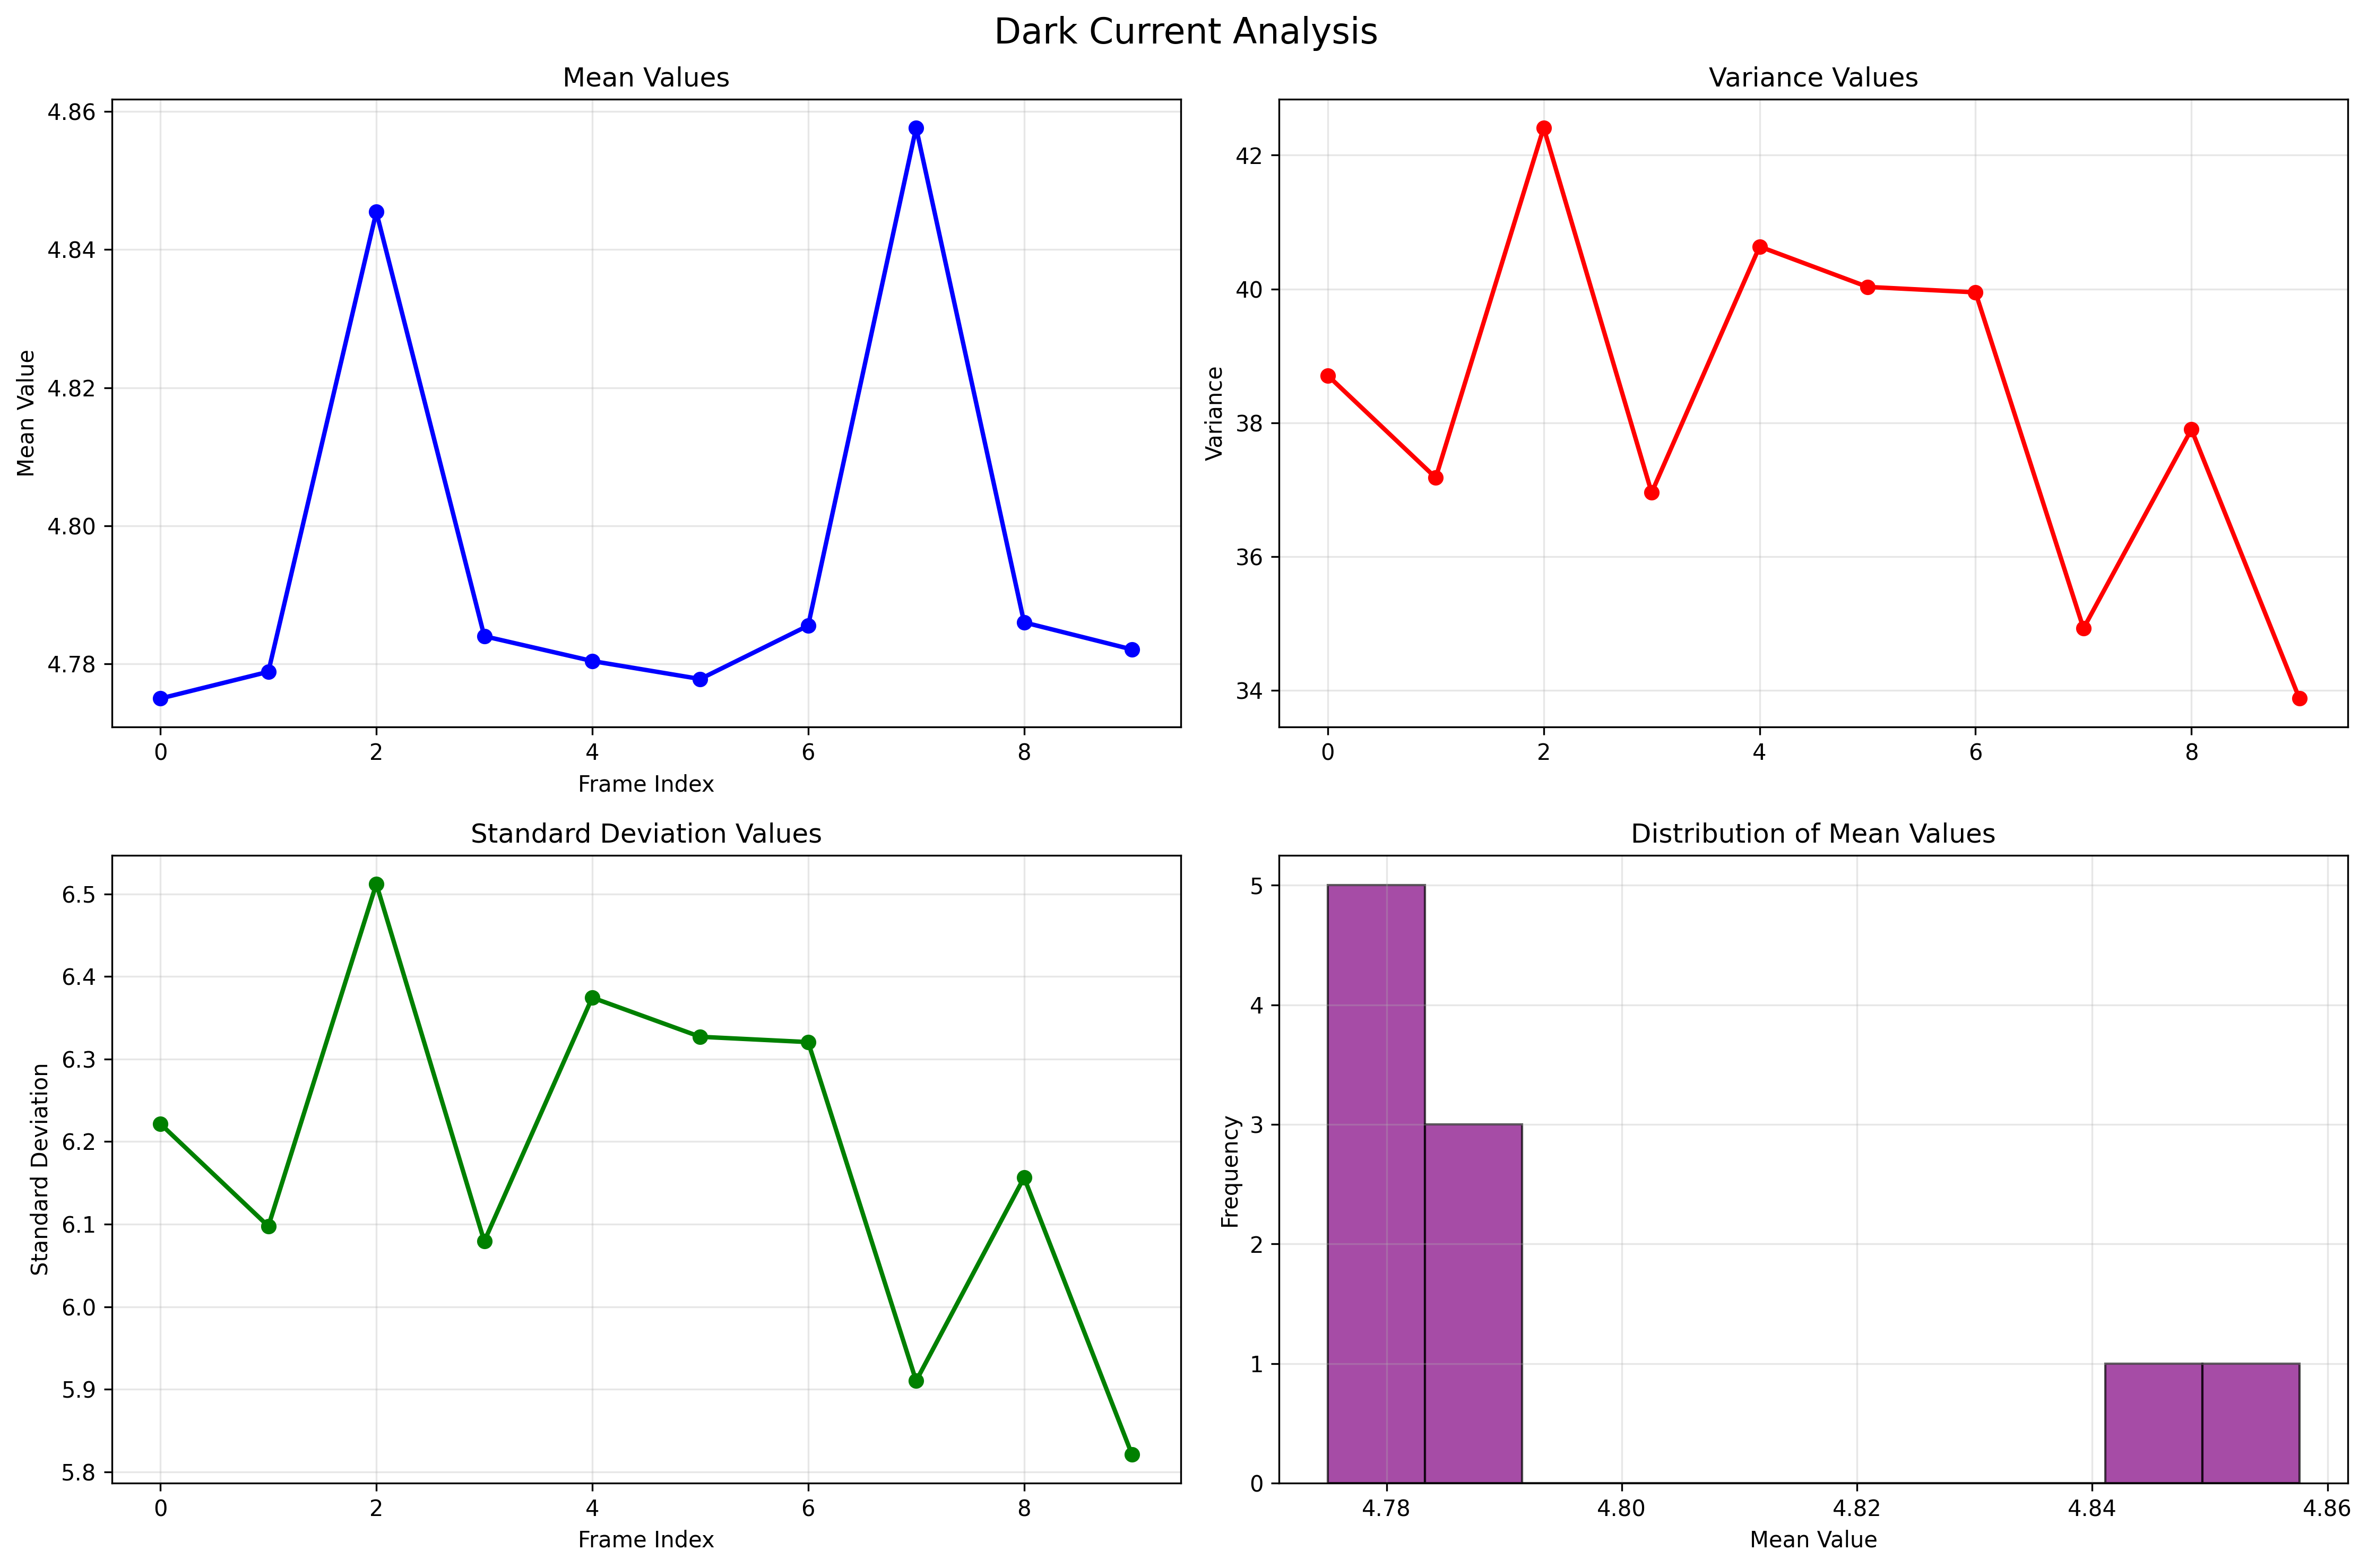 Dark Current Analysis
Mean Values
4.86
4.84
4.82
4.80
4.78
Mean Value
0 2 4 6 8
Frame Index
Variance Values
42
40
38
36
34
Variance
0 2 4 6 8
Standard Deviation Values
6.5
6.4
6.3
6.2
6.1
6.0
5.9
5.8
Standard Deviation
0 2 4 6 8
Frame Index
Distribution of Mean Values
5
4
3
2
1
0
Frequency
4.78 4.80 4.82 4.84 4.86
Mean Value